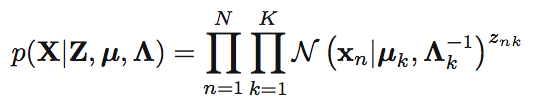 p(𝐗|𝐙, 𝝁, 𝚲) = ∏_{n=1}^{N} ∏_{k=1}^{K} 𝒩 (𝐱_n|𝝁_k, 𝚲_k^{-1})^{z_{nk}}